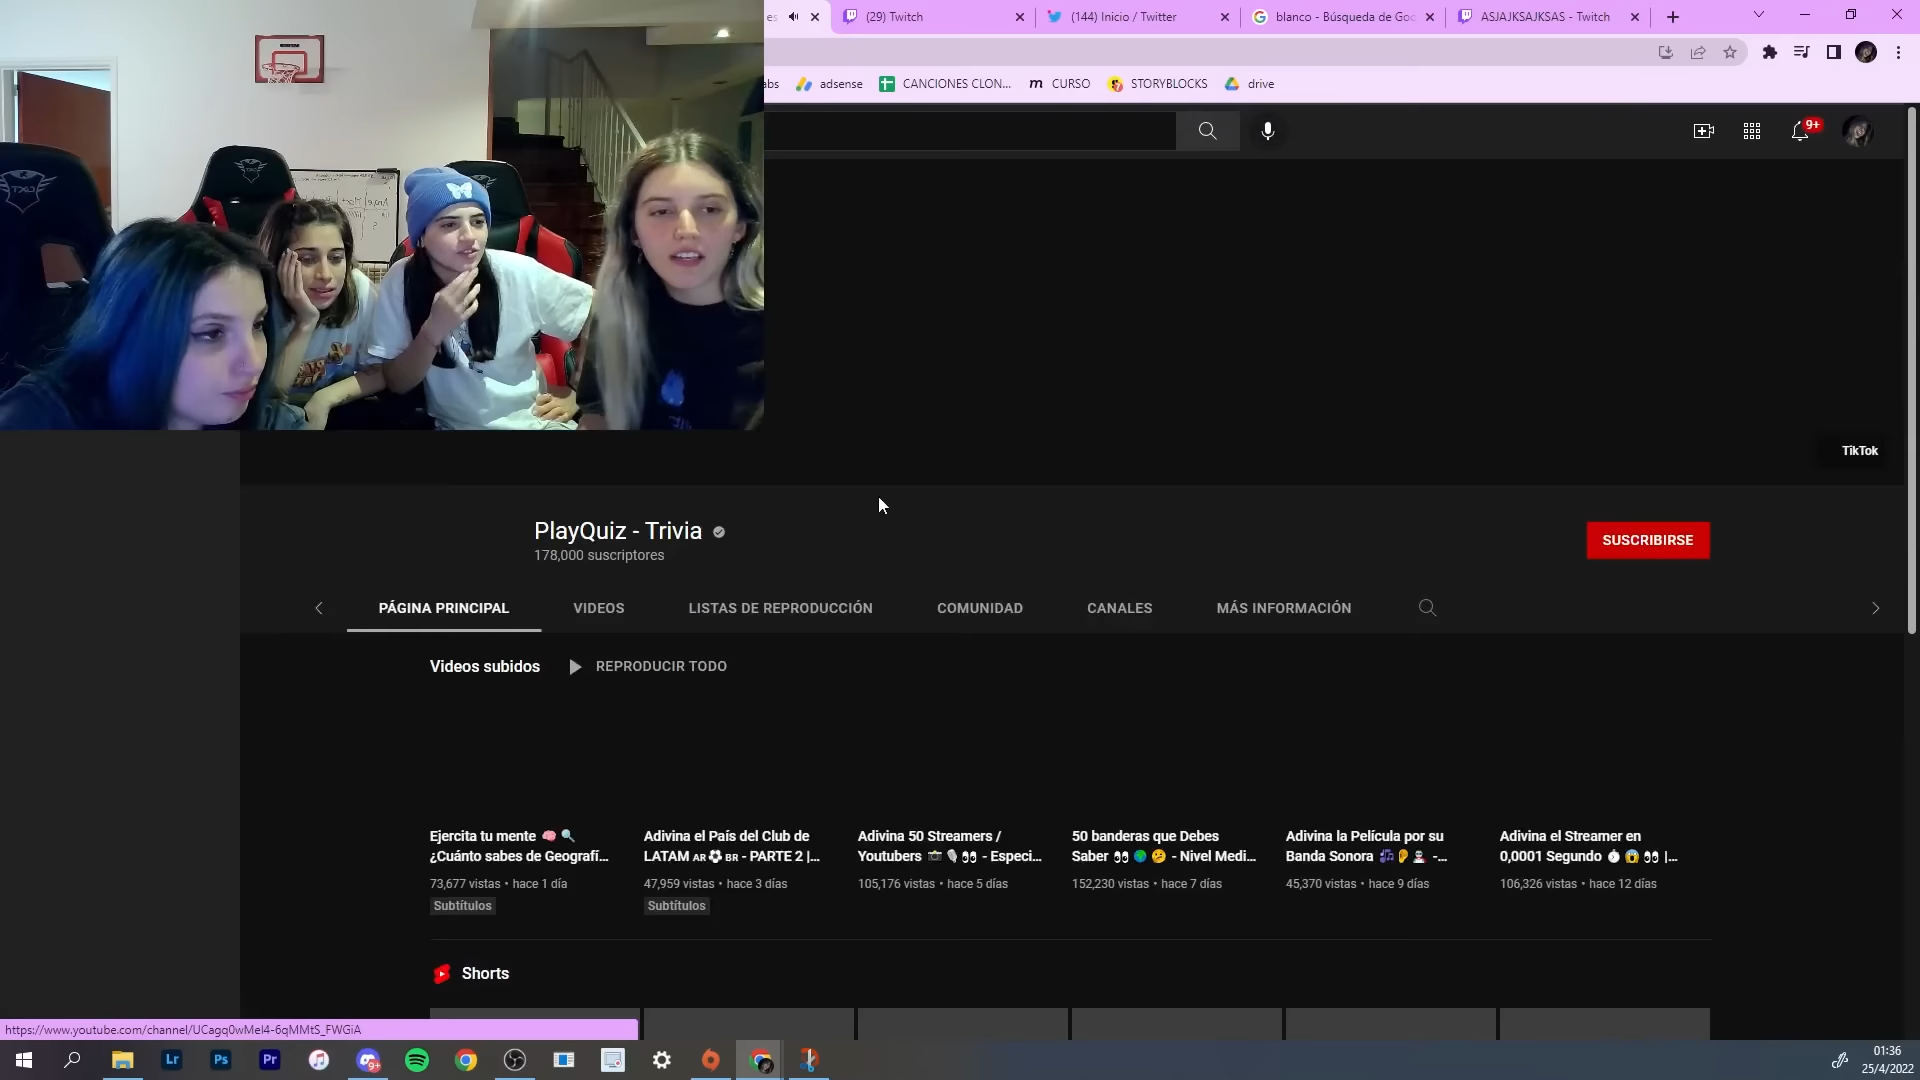 es
(29) Twitch
(144) Inicio / Twitter
blanco - Búsqueda de Goo
ASJAJKSAJKSAS - Twitch
abs
adsense
CANCIONES CLON...
CURSO
STORYBLOCKS
drive
9+
TikTok
PlayQuiz - Trivia
178,000 suscriptores
SUSCRIBIRSE
PÁGINA PRINCIPAL
VIDEOS
LISTAS DE REPRODUCCIÓN
COMUNIDAD
CANALES
MÁS INFORMACIÓN
Videos subidos
REPRODUCIR TODO
Ejercita tu mente 🧠 🔍
¿Cuánto sabes de Geografí...
73,677 vistas • hace 1 día
Subtítulos
Adivina el País del Club de
LATAM AR⚽BR - PARTE 2 |...
47,959 vistas • hace 3 días
Subtítulos
Adivina 50 Streamers /
Youtubers 📸🎙️👀 - Especi...
105,176 vistas • hace 5 días
50 banderas que Debes
Saber 👀 🌎 🤔 - Nivel Medi...
152,230 vistas • hace 7 días
Adivina la Película por su
Banda Sonora 🎶👂👨‍🍳 -...
45,370 vistas • hace 9 días
Adivina el Streamer en
0,0001 Segundo ⏱️😱👀 |...
106,326 vistas • hace 12 días
Shorts
https://www.youtube.com/channel/UCagq0wMel4-6qMMtS_FWGiA
Lr
Ps
Pr
9+
01:36
25/4/2022